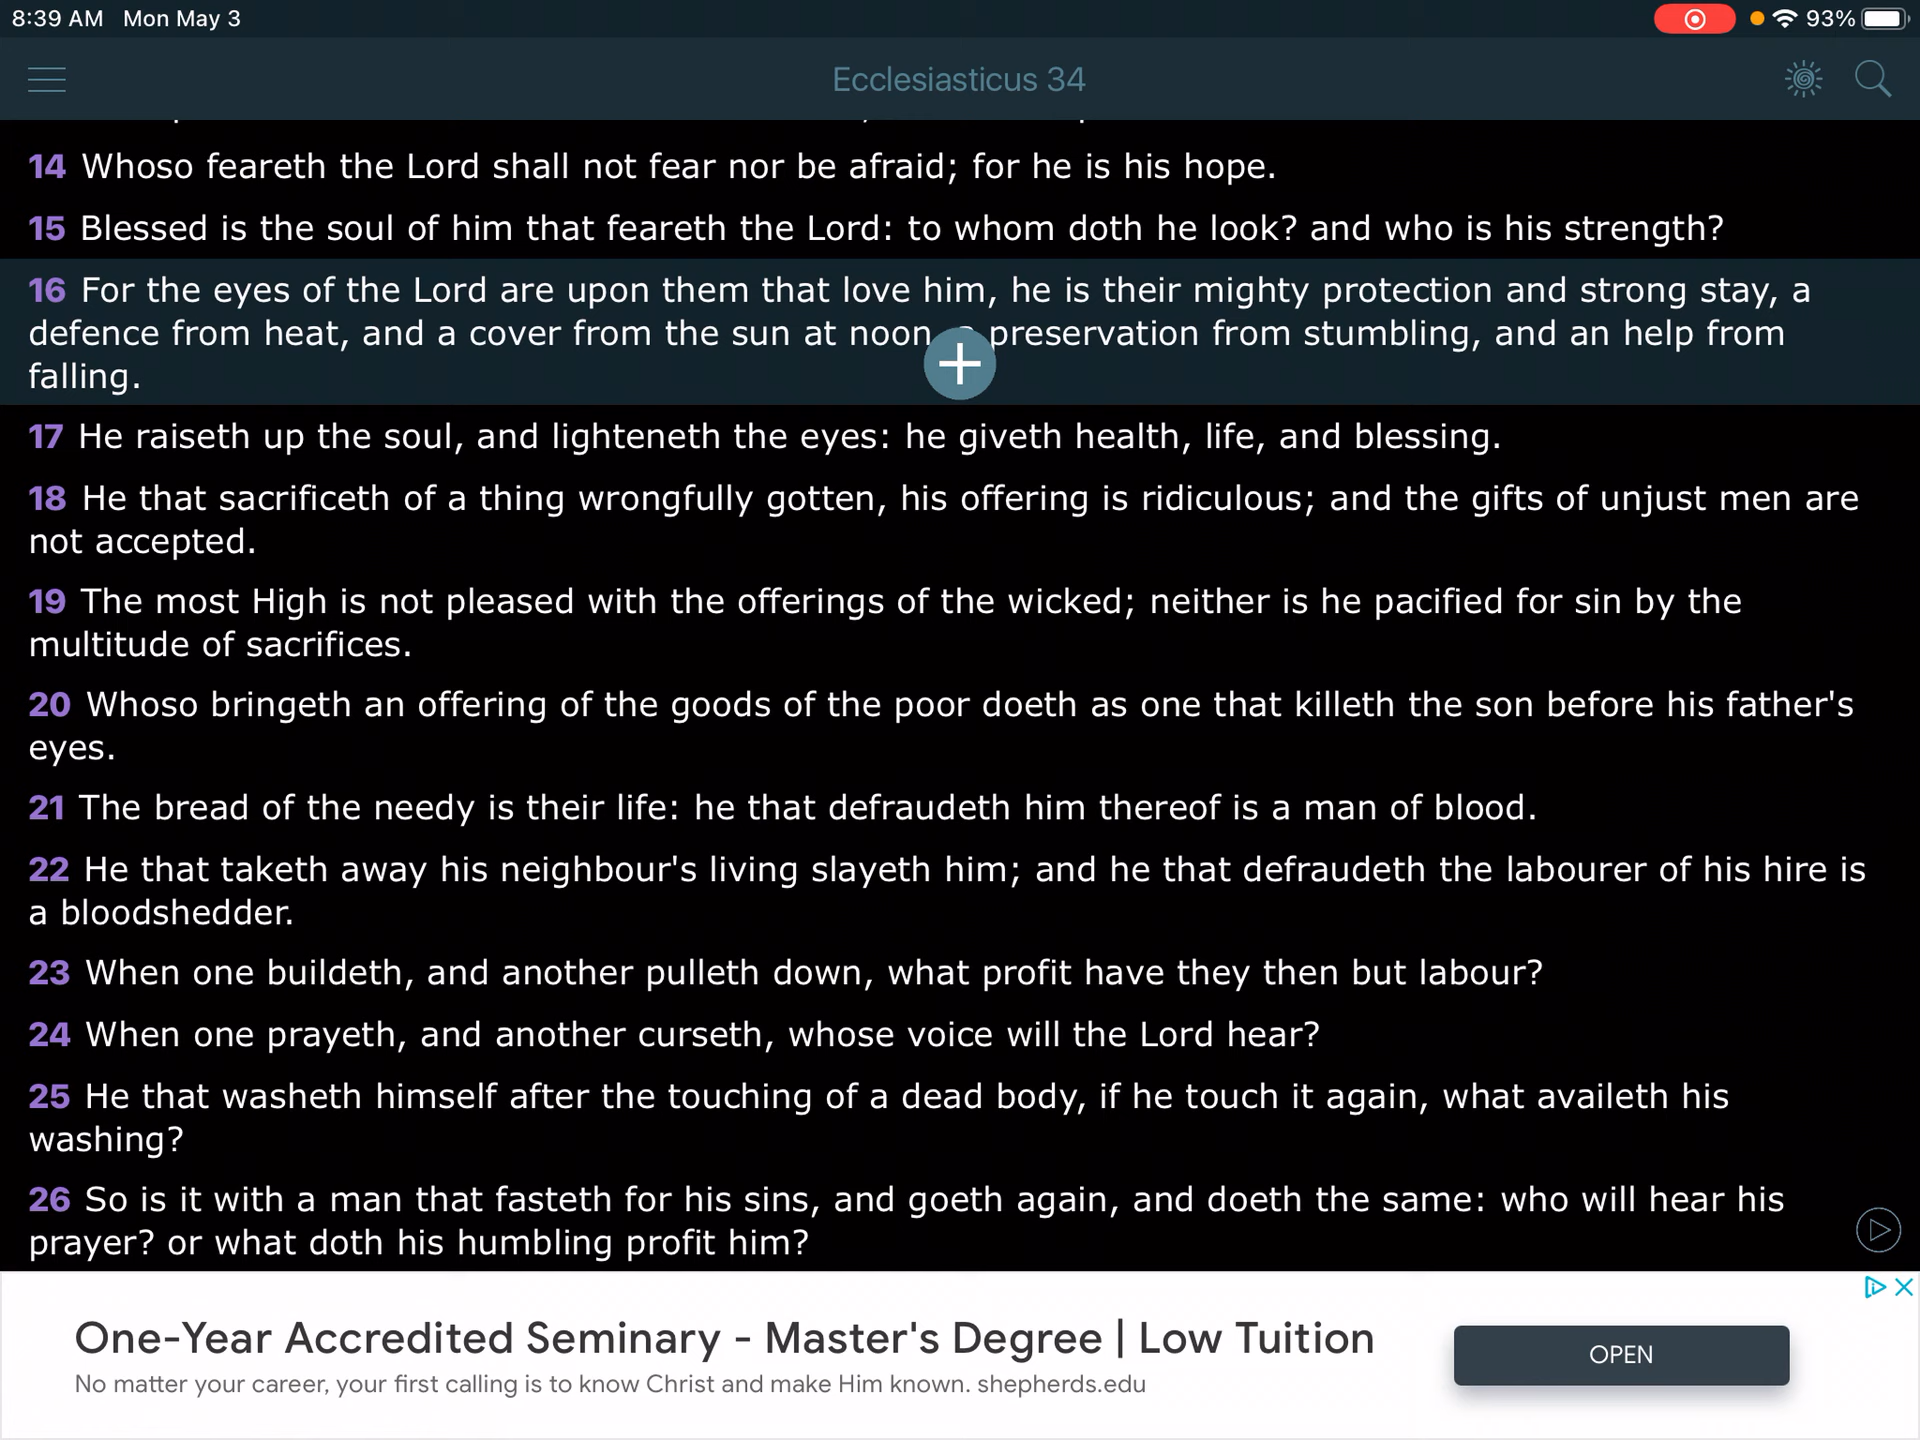 8:39 AM Mon May 3
93%
Ecclesiasticus 34
14 Whoso feareth the Lord shall not fear nor be afraid; for he is his hope.
15 Blessed is the soul of him that feareth the Lord: to whom doth he look? and who is his strength?
16 For the eyes of the Lord are upon them that love him, he is their mighty protection and strong stay, a
defence from heat, and a cover from the sun at noon, a preservation from stumbling, and an help from
falling.
17 He raiseth up the soul, and lighteneth the eyes: he giveth health, life, and blessing.
18 He that sacrificeth of a thing wrongfully gotten, his offering is ridiculous; and the gifts of unjust men are
not accepted.
19 The most High is not pleased with the offerings of the wicked; neither is he pacified for sin by the
multitude of sacrifices.
20 Whoso bringeth an offering of the goods of the poor doeth as one that killeth the son before his father's
eyes.
21 The bread of the needy is their life: he that defraudeth him thereof is a man of blood.
22 He that taketh away his neighbour's living slayeth him; and he that defraudeth the labourer of his hire is
a bloodshedder.
23 When one buildeth, and another pulleth down, what profit have they then but labour?
24 When one prayeth, and another curseth, whose voice will the Lord hear?
25 He that washeth himself after the touching of a dead body, if he touch it again, what availeth his
washing?
26 So is it with a man that fasteth for his sins, and goeth again, and doeth the same: who will hear his
prayer? or what doth his humbling profit him?
One-Year Accredited Seminary - Master's Degree | Low Tuition
No matter your career, your first calling is to know Christ and make Him known. shepherds.edu
OPEN